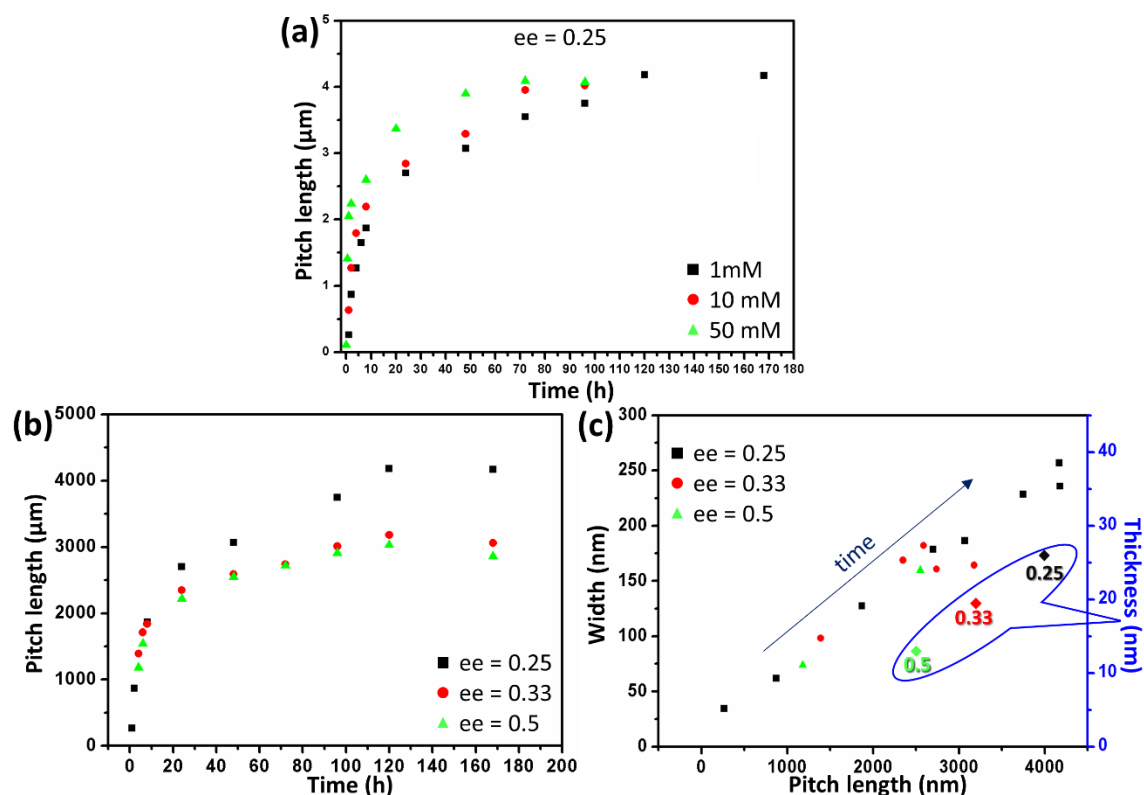 (a)
ee = 0.25
5
4
3
2
1
0
Pitch length (µm)
1mM
10 mM
50 mM
0 10 20 30 40 50 60 70 80 90 100 110 120 130 140 150 160 170 180
Time (h)
(b)
5000
4000
3000
2000
1000
0
Pitch length (µm)
ee = 0.25
ee = 0.33
ee = 0.5
0 20 40 60 80 100 120 140 160 180 200
Time (h)
(c)
300
250
200
150
100
50
0
Width (nm)
ee = 0.25
ee = 0.33
ee = 0.5
time
0.25
0.33
0.5
40
30
20
10
0
Thickness (nm)
0 1000 2000 3000 4000
Pitch length (nm)